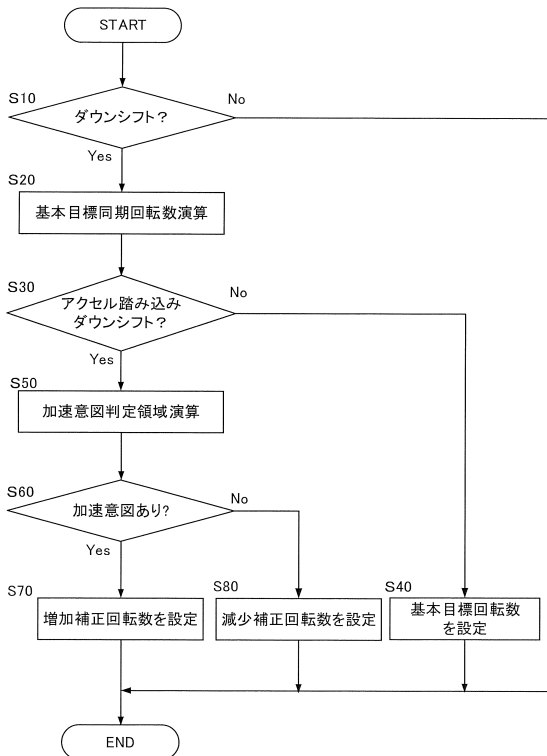 START
S10
ダウンシフト?
No
Yes
S20
基本目標同期回転数演算
S30
アクセル踏み込み
ダウンシフト?
No
Yes
S50
加速意図判定領域演算
S60
加速意図あり?
No
Yes
S70
増加補正回転数を設定
S80
減少補正回転数を設定
S40
基本目標回転数
を設定
END